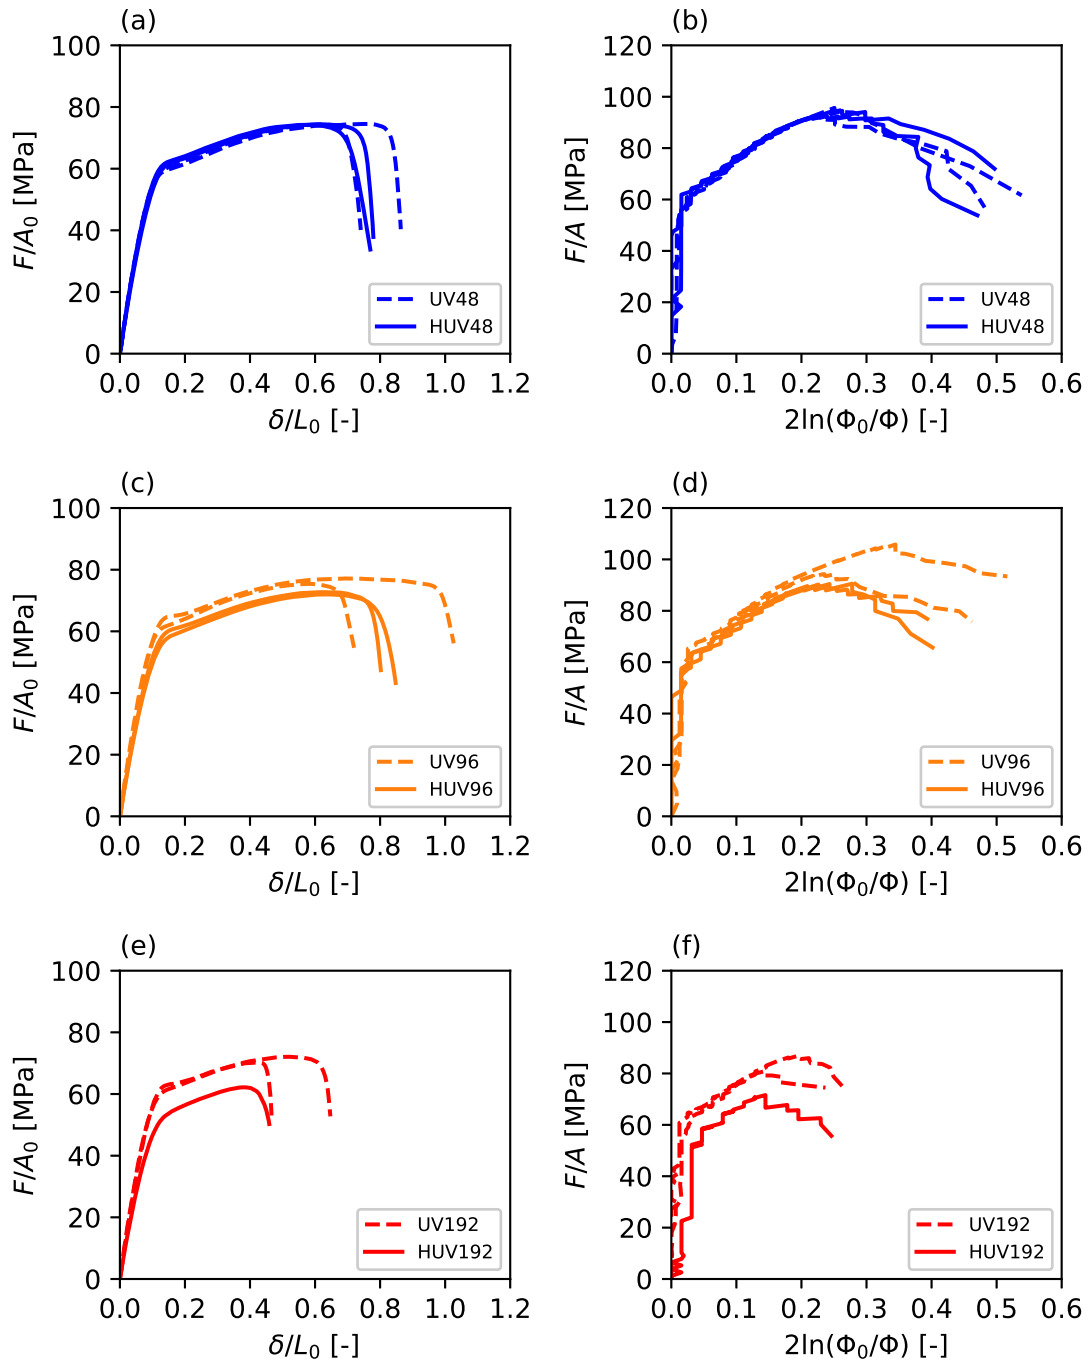 (a)
100
80
60
40
20
0
F/A₀ [MPa]
0.0 0.2 0.4 0.6 0.8 1.0 1.2
δ/L₀ [-]
UV48
HUV48
(b)
120
100
80
60
40
20
0
F/A [MPa]
0.0 0.1 0.2 0.3 0.4 0.5 0.6
2ln(Φ₀/Φ) [-]
UV48
HUV48
(c)
100
80
60
40
20
0
F/A₀ [MPa]
0.0 0.2 0.4 0.6 0.8 1.0 1.2
δ/L₀ [-]
UV96
HUV96
(d)
120
100
80
60
40
20
0
F/A [MPa]
0.0 0.1 0.2 0.3 0.4 0.5 0.6
2ln(Φ₀/Φ) [-]
UV96
HUV96
(e)
100
80
60
40
20
0
F/A₀ [MPa]
0.0 0.2 0.4 0.6 0.8 1.0 1.2
δ/L₀ [-]
UV192
HUV192
(f)
120
100
80
60
40
20
0
F/A [MPa]
0.0 0.1 0.2 0.3 0.4 0.5 0.6
2ln(Φ₀/Φ) [-]
UV192
HUV192